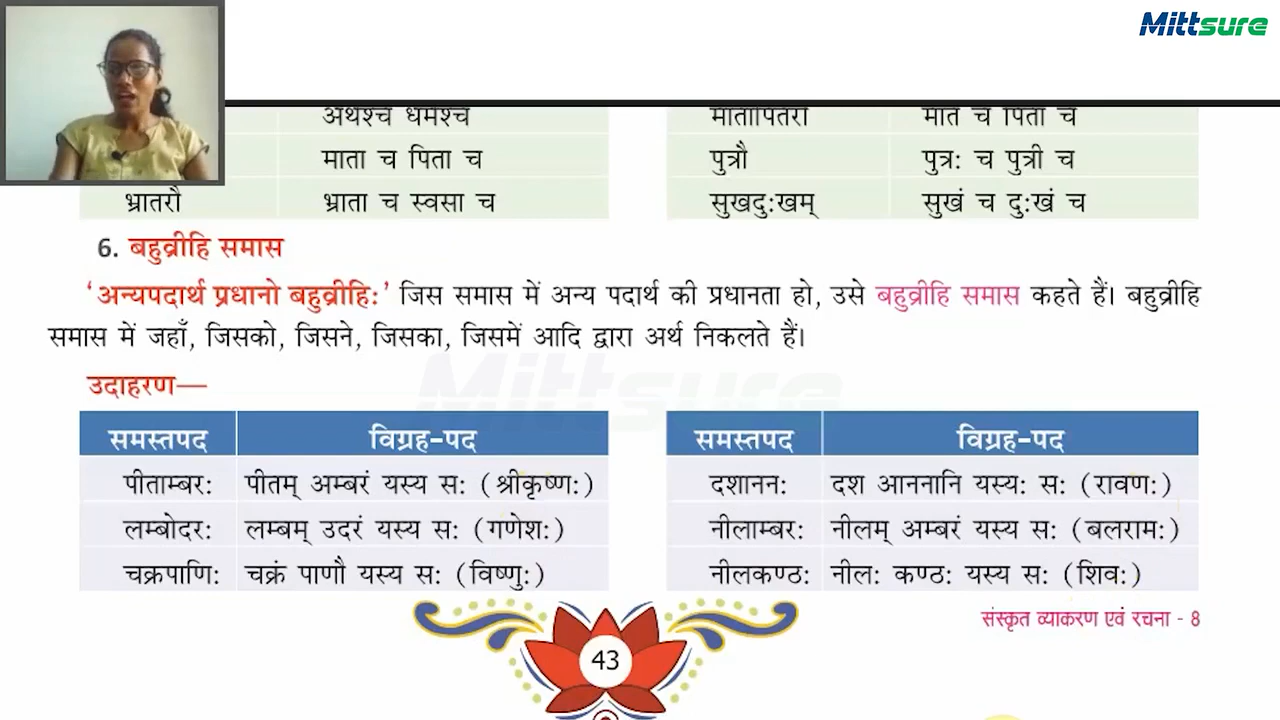 Mittsure
अर्थश्च धर्मश्च
मातापितरौ
मात च पिता च
माता च पिता च
पुत्रौ
पुत्रः च पुत्री च
भ्रातरौ
भ्राता च स्वसा च
सुखदुःखम्
सुखं च दुःखं च
6. बहुव्रीहि समास
'अन्यपदार्थ प्रधानो बहुव्रीहिः' जिस समास में अन्य पदार्थ की प्रधानता हो, उसे बहुव्रीहि समास कहते हैं। बहुव्रीहि
समास में जहाँ, जिसको, जिसने, जिसका, जिसमें आदि द्वारा अर्थ निकलते हैं।
Mittsure
उदाहरण—
समस्तपद विग्रह-पद
पीताम्बरः पीतम् अम्बरं यस्य सः (श्रीकृष्णः)
लम्बोदरः लम्बम् उदरं यस्य सः (गणेशः)
चक्रपाणिः चक्रं पाणौ यस्य सः (विष्णुः)
समस्तपद विग्रह-पद
दशाननः दश आननानि यस्यः सः (रावणः)
नीलाम्बरः नीलम् अम्बरं यस्य सः (बलरामः)
नीलकण्ठः नीलः कण्ठः यस्य सः (शिवः)
संस्कृत व्याकरण एवं रचना - 8
43